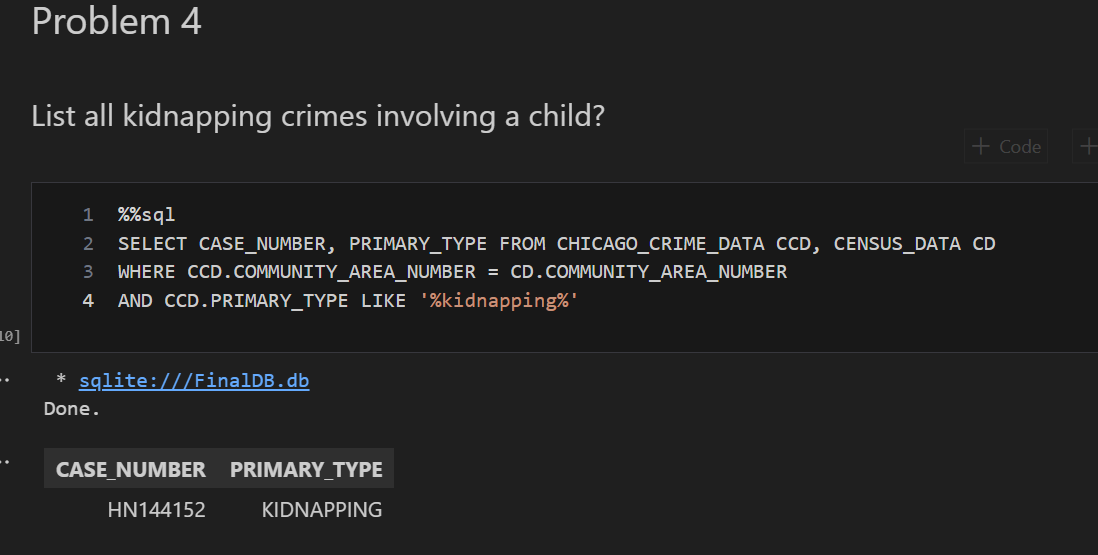 Problem 4
List all kidnapping crimes involving a child?
+ Code +
1 %%sql
2 SELECT CASE_NUMBER, PRIMARY_TYPE FROM CHICAGO_CRIME_DATA CCD, CENSUS_DATA CD
3 WHERE CCD.COMMUNITY_AREA_NUMBER = CD.COMMUNITY_AREA_NUMBER
4 AND CCD.PRIMARY_TYPE LIKE '%kidnapping%'
10]
* sqlite:///FinalDB.db
Done.
CASE_NUMBER PRIMARY_TYPE
HN144152 KIDNAPPING